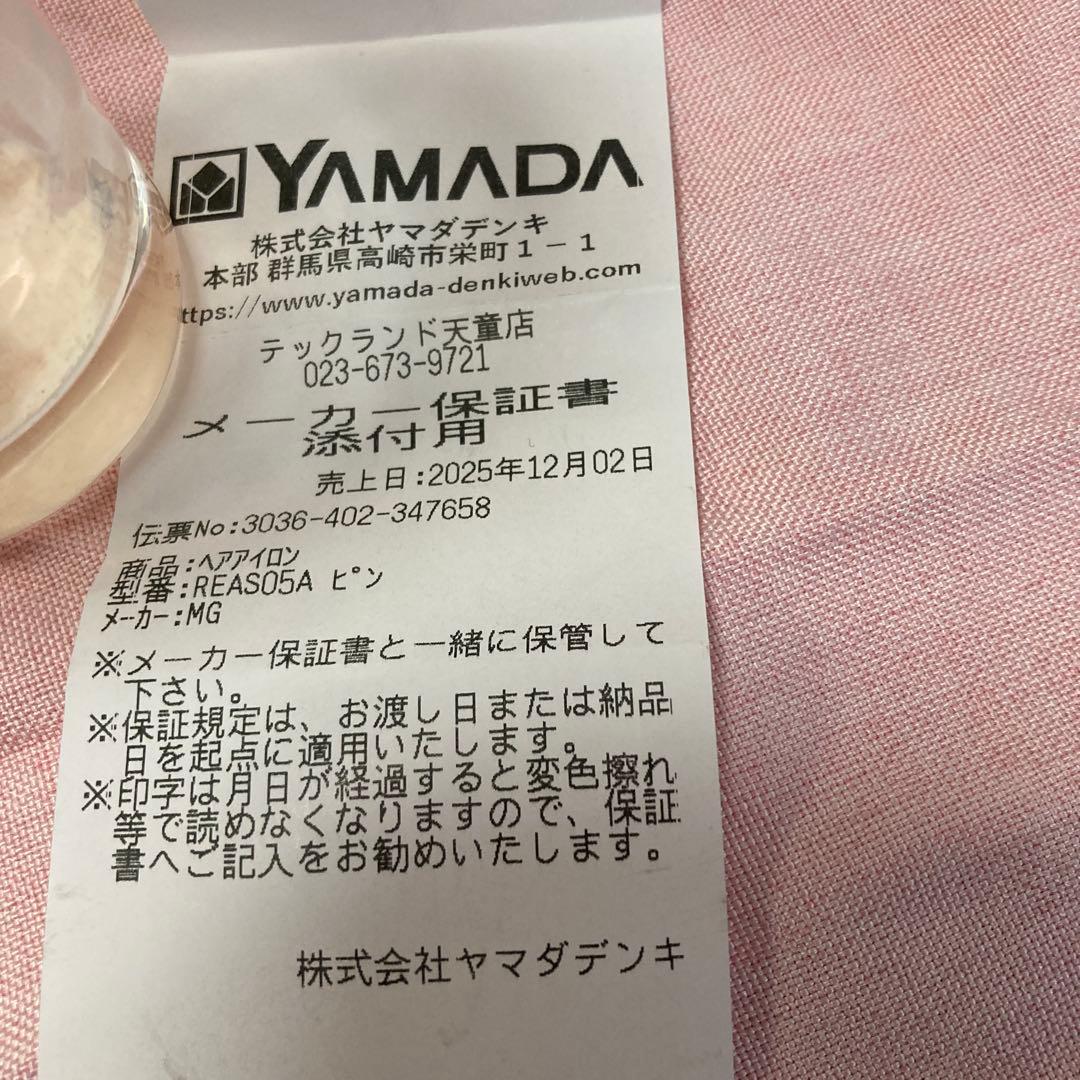 YAMADA
株式会社ヤマダデンキ
本部 群馬県高崎市栄町1-1
ttps://www.yamada-denkiweb.com
テックランド天童店
023-673-9721
メーカー保証書
添付用
売上日:2025年12月02日
伝票No:3036-402-347658
商品:ヘアアイロン
型番:REAS05A ピン
メーカー:MG
※メーカー保証書と一緒に保管して
下さい。
※保証規定は、お渡し日または納品
日を起点に適用いたします。
※印字は月日が経過すると変色擦れ
等で読めなくなりますので、保証
書へご記入をお勧めいたします。
株式会社ヤマダデンキ